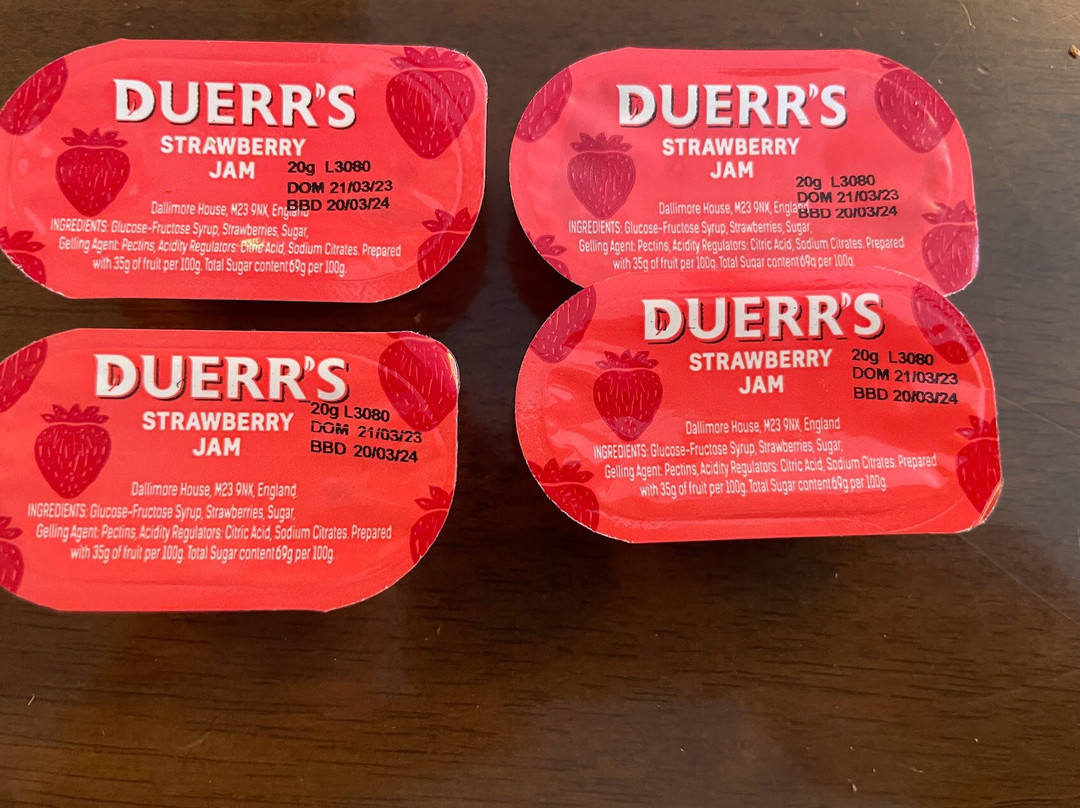 DUERR'S
STRAWBERRY
JAM
20g L3080
DOM 21/03/23
BBD 20/03/24
Dallimore House, M23 9NX, England
INGREDIENTS: Glucose-Fructose Syrup, Strawberries, Sugar,
Gelling Agent: Pectins, Acidity Regulators: Citric Acid, Sodium Citrates. Prepared
with 35g of fruit per 100g. Total Sugar content 69g per 100g.
DUERR'S
STRAWBERRY
JAM
20g L3080
DOM 21/03/23
BBD 20/03/24
Dallimore House, M23 9NX, England
INGREDIENTS: Glucose-Fructose Syrup, Strawberries, Sugar,
Gelling Agent: Pectins, Acidity Regulators: Citric Acid, Sodium Citrates. Prepared
with 35g of fruit per 100g. Total Sugar content 69g per 100g.
DUERR'S
STRAWBERRY
JAM
20g L3080
DOM 21/03/23
BBD 20/03/24
Dallimore House, M23 9NX, England
INGREDIENTS: Glucose-Fructose Syrup, Strawberries, Sugar,
Gelling Agent: Pectins, Acidity Regulators: Citric Acid, Sodium Citrates. Prepared
with 35g of fruit per 100g. Total Sugar content 69g per 100g.
DUERR'S
STRAWBERRY
JAM
20g L3080
DOM 21/03/23
BBD 20/03/24
Dallimore House, M23 9NX, England
INGREDIENTS: Glucose-Fructose Syrup, Strawberries, Sugar,
Gelling Agent: Pectins, Acidity Regulators: Citric Acid, Sodium Citrates. Prepared
with 35g of fruit per 100g. Total Sugar content 69g per 100g.